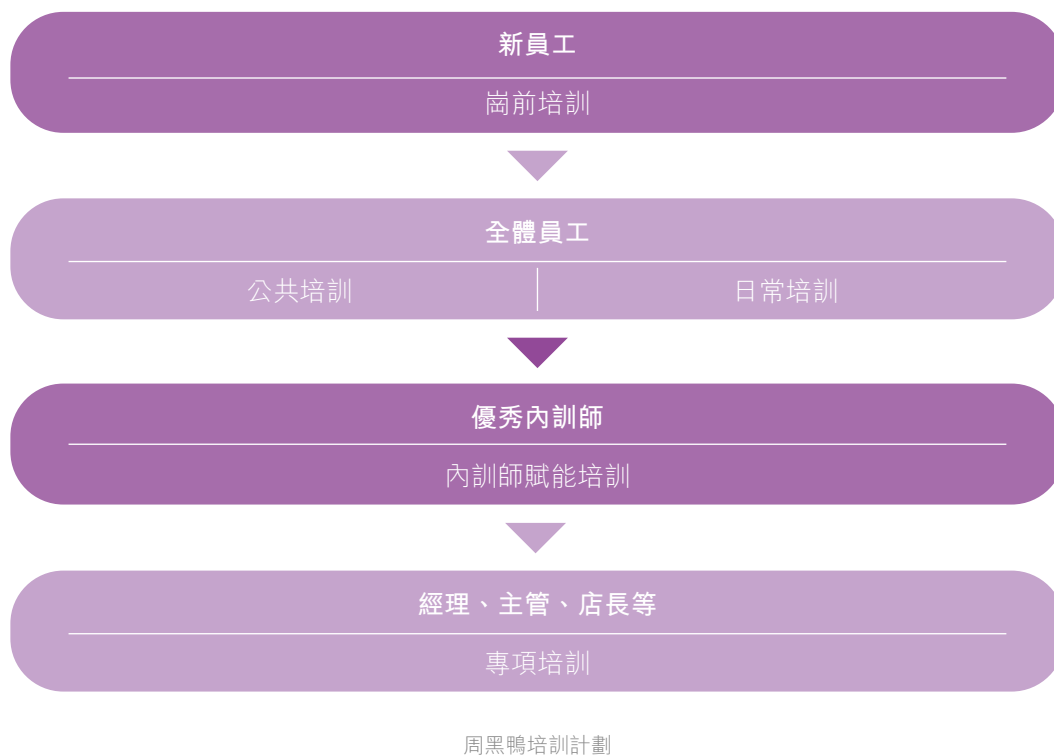 新員工
崗前培訓
全體員工
公共培訓
日常培訓
優秀內訓師
內訓師賦能培訓
經理、主管、店長等
專項培訓
周黑鴨培訓計劃